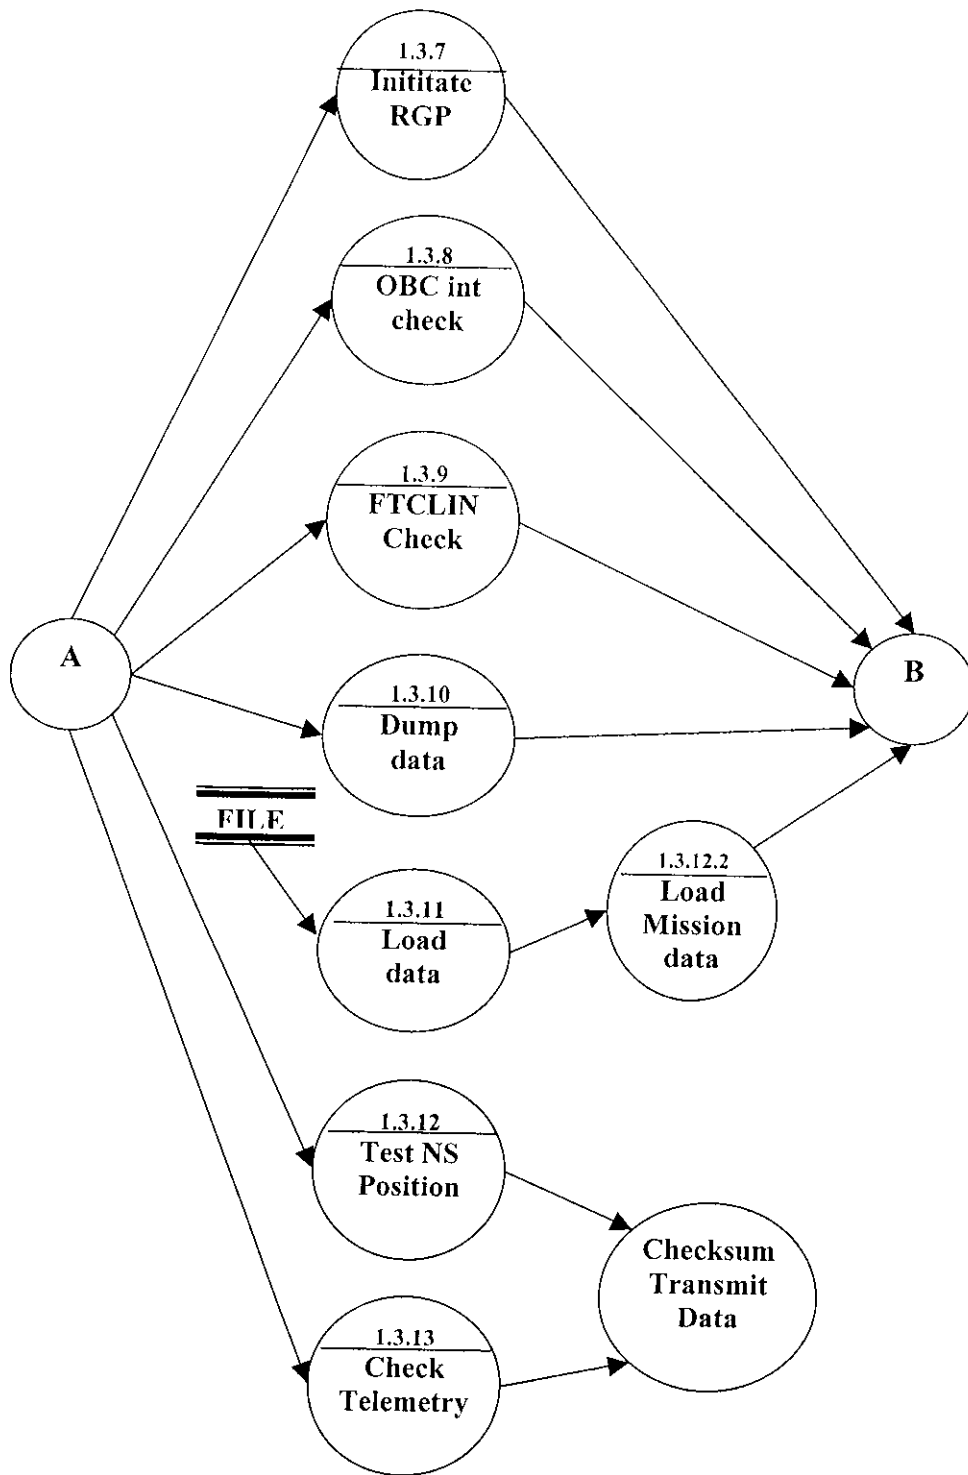 1.3.7
Inititate
RGP
1.3.8
OBC int
check
1.3.9
FTCLIN
Check
A
B
1.3.10
Dump
data
FILE
1.3.11
Load
data
1.3.12.2
Load
Mission
data
1.3.12
Test NS
Position
Checksum
Transmit
Data
1.3.13
Check
Telemetry